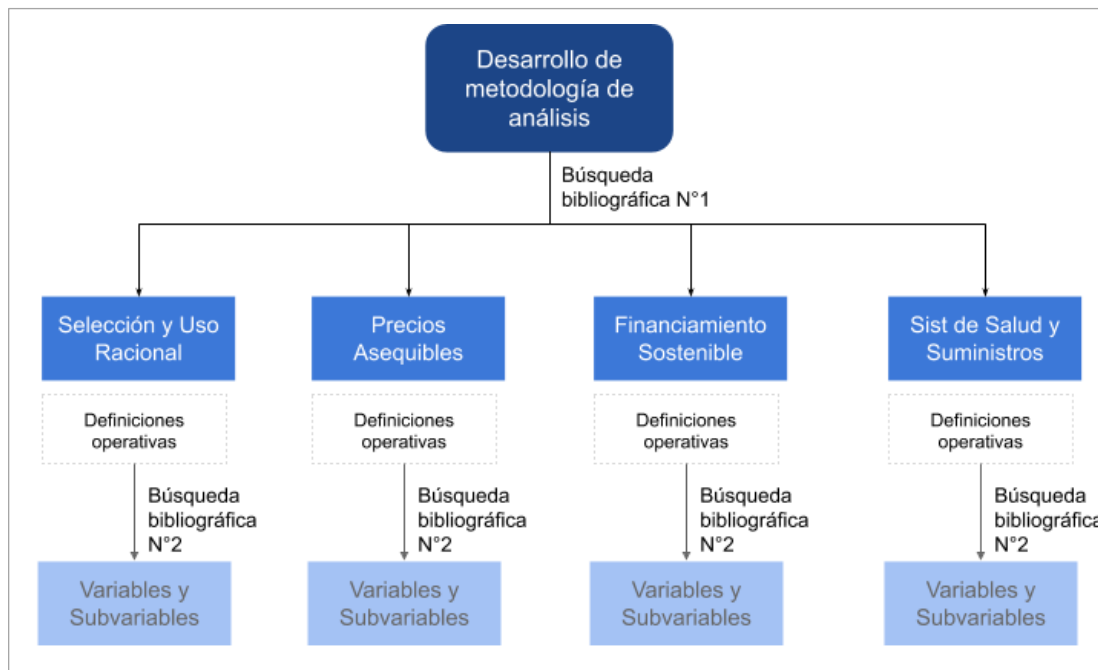 Desarrollo de
metodología de
análisis
Búsqueda
bibliográfica N°1
Selección y Uso
Racional
Precios
Asequibles
Financiamiento
Sostenible
Sist de Salud y
Suministros
Definiciones
operativas
Definiciones
operativas
Definiciones
operativas
Definiciones
operativas
Búsqueda
bibliográfica
N°2
Búsqueda
bibliográfica
N°2
Búsqueda
bibliográfica
N°2
Búsqueda
bibliográfica
N°2
Variables y
Subvariables
Variables y
Subvariables
Variables y
Subvariables
Variables y
Subvariables